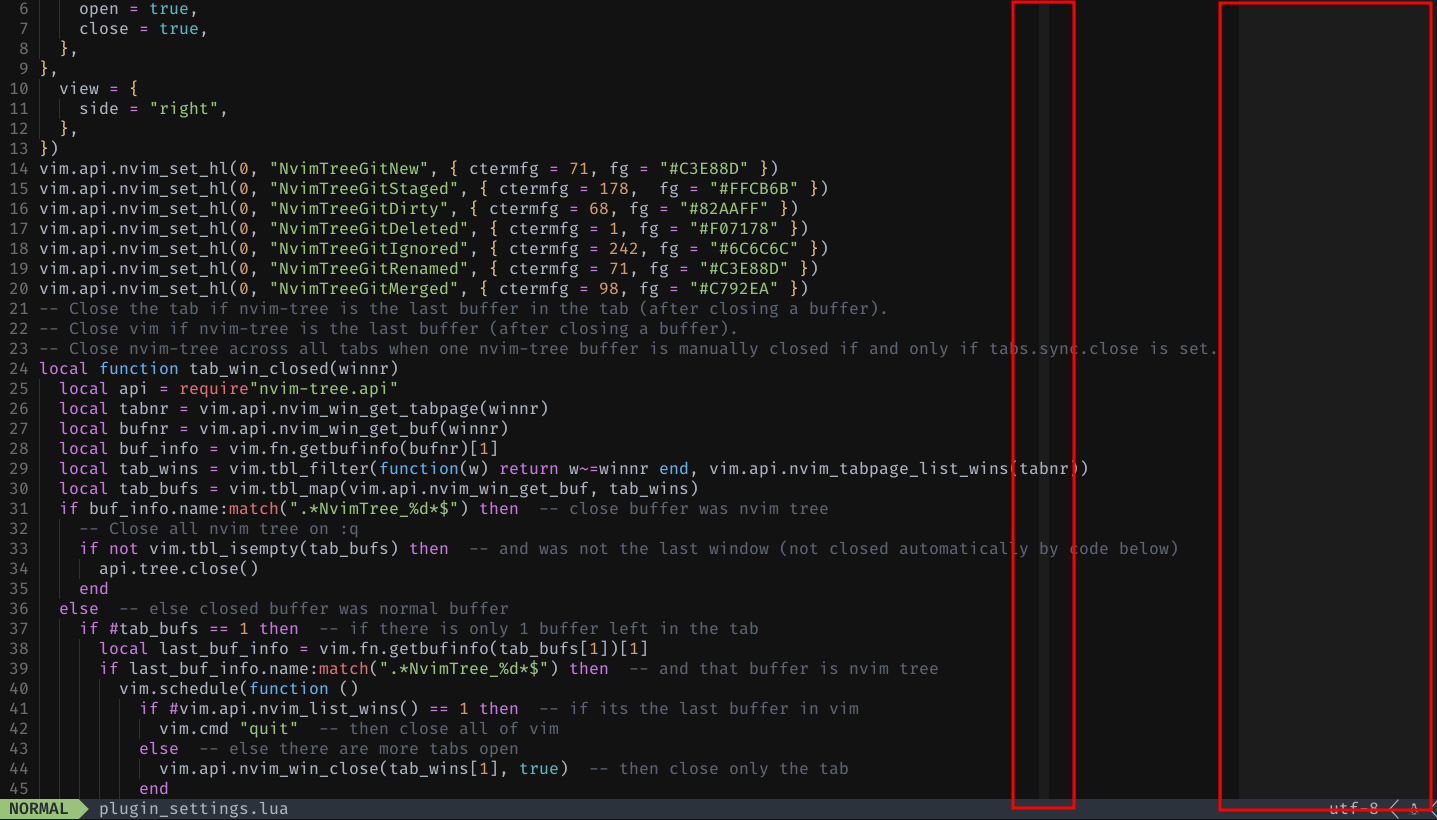 6 open = true,
7 close = true,
8 },
9 },
10 view = {
11 side = "right",
12 },
13 })
14 vim.api.nvim_set_hl(0, "NvimTreeGitNew", { ctermfg = 71, fg = "#C3E88D" })
15 vim.api.nvim_set_hl(0, "NvimTreeGitStaged", { ctermfg = 178,  fg = "#FFCB6B" })
16 vim.api.nvim_set_hl(0, "NvimTreeGitDirty", { ctermfg = 68, fg = "#82AAFF" })
17 vim.api.nvim_set_hl(0, "NvimTreeGitDeleted", { ctermfg = 1, fg = "#F07178" })
18 vim.api.nvim_set_hl(0, "NvimTreeGitIgnored", { ctermfg = 242, fg = "#6C6C6C" })
19 vim.api.nvim_set_hl(0, "NvimTreeGitRenamed", { ctermfg = 71, fg = "#C3E88D" })
20 vim.api.nvim_set_hl(0, "NvimTreeGitMerged", { ctermfg = 98, fg = "#C792EA" })
21 -- Close the tab if nvim-tree is the last buffer in the tab (after closing a buffer).
22 -- Close vim if nvim-tree is the last buffer (after closing a buffer).
23 -- Close nvim-tree across all tabs when one nvim-tree buffer is manually closed if and only if tabs.sync.close is set.
24 local function tab_win_closed(winnr)
25 local api = require"nvim-tree.api"
26 local tabnr = vim.api.nvim_win_get_tabpage(winnr)
27 local bufnr = vim.api.nvim_win_get_buf(winnr)
28 local buf_info = vim.fn.getbufinfo(bufnr)[1]
29 local tab_wins = vim.tbl_filter(function(w) return w~=winnr end, vim.api.nvim_tabpage_list_wins(tabnr))
30 local tab_bufs = vim.tbl_map(vim.api.nvim_win_get_buf, tab_wins)
31 if buf_info.name:match(".*NvimTree_%d*$") then  -- close buffer was nvim tree
32 -- Close all nvim tree on :q
33 if not vim.tbl_isempty(tab_bufs) then  -- and was not the last window (not closed automatically by code below)
34 api.tree.close()
35 end
36 else  -- else closed buffer was normal buffer
37 if #tab_bufs == 1 then  -- if there is only 1 buffer left in the tab
38 local last_buf_info = vim.fn.getbufinfo(tab_bufs[1])[1]
39 if last_buf_info.name:match(".*NvimTree_%d*$") then  -- and that buffer is nvim tree
40 vim.schedule(function ()
41 if #vim.api.nvim_list_wins() == 1 then  -- if its the last buffer in vim
42 vim.cmd "quit"  -- then close all of vim
43 else  -- else there are more tabs open
44 vim.api.nvim_win_close(tab_wins[1], true)  -- then close only the tab
45 end
NORMAL plugin_settings.lua utf-8